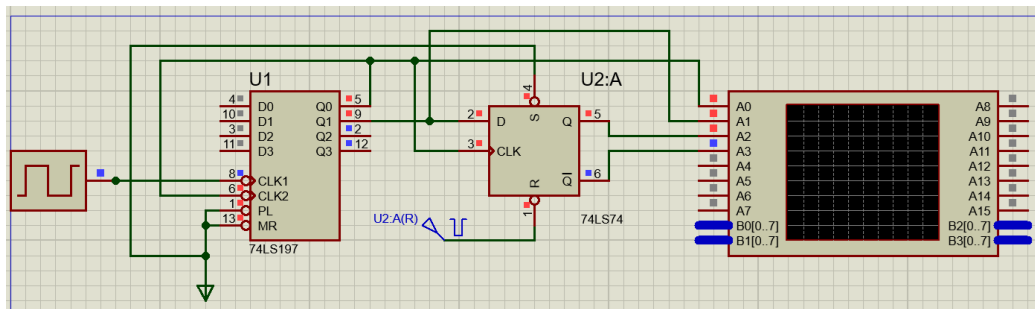 U1
4 D0 Q0 5
10 D1 Q1 9
3 D2 Q2 2
11 D3 Q3 12
8 CLK1
6 CLK2
1 PL
13 MR
74LS197
U2:A
4
S
2 D Q 5
3 CLK
Q 6
R
1
74LS74
U2:A(R)
A0 A8
A1 A9
A2 A10
A3 A11
A4 A12
A5 A13
A6 A14
A7 A15
B0[0..7] B2[0..7]
B1[0..7] B3[0..7]